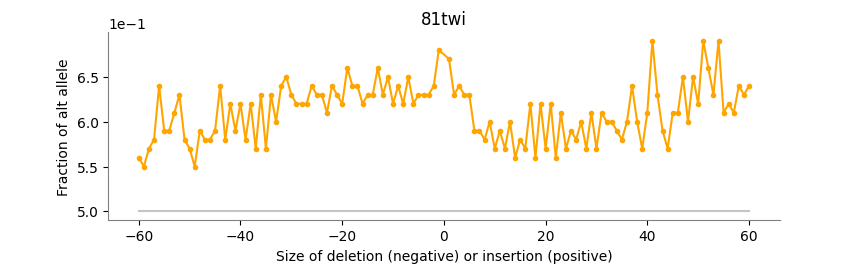 81twi
1e−1
6.5
6.0
5.5
5.0
Fraction of alt allele
−60 −40 −20 0 20 40 60
Size of deletion (negative) or insertion (positive)